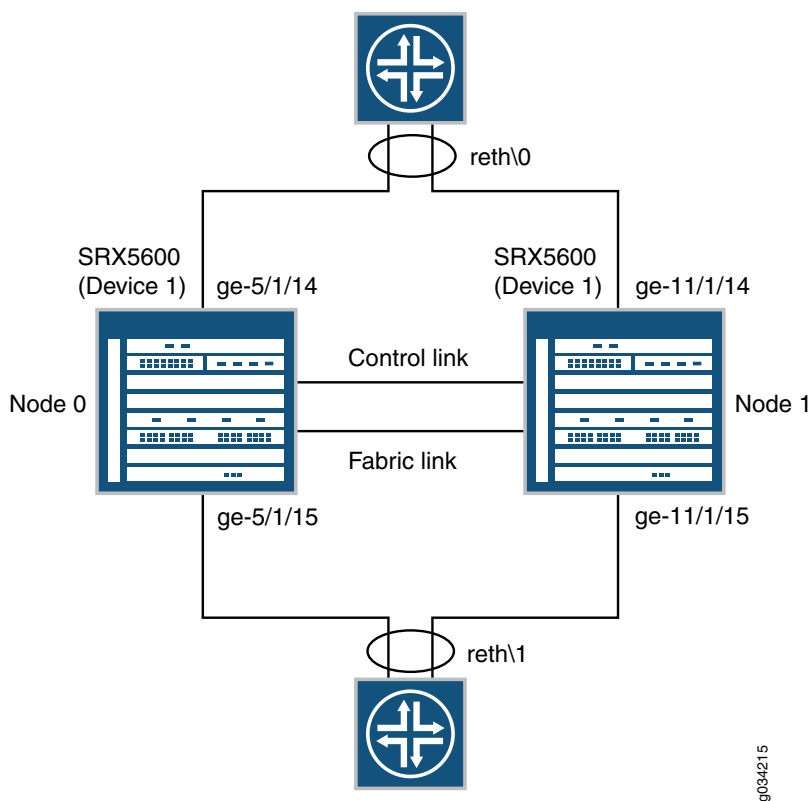 reth\0
SRX5600
(Device 1)
ge-5/1/14
SRX5600
(Device 1)
ge-11/1/14
Control link
Node 0
Node 1
Fabric link
ge-5/1/15
ge-11/1/15
reth\1
g034215